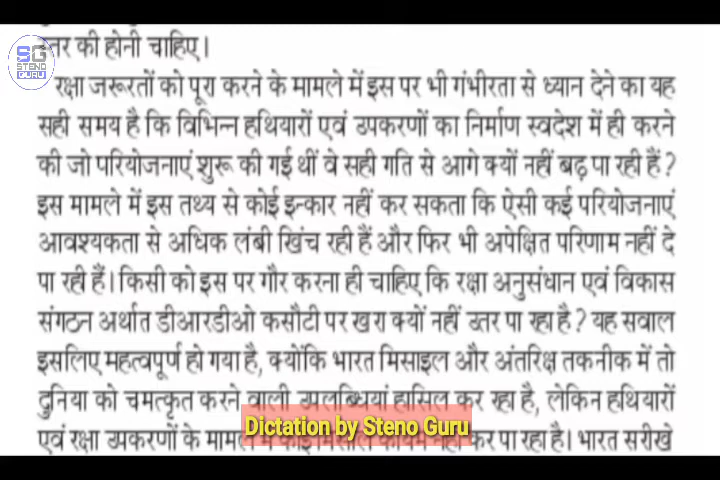 SG
STENO
GURU
स्तर की होनी चाहिए।
रक्षा जरूरतों को पूरा करने के मामले में इस पर भी गंभीरता से ध्यान देने का यह
सही समय है कि विभिन्न हथियारों एवं उपकरणों का निर्माण स्वदेश में ही करने
की जो परियोजनाएं शुरू की गई थीं वे सही गति से आगे क्यों नहीं बढ़ पा रही हैं?
इस मामले में इस तथ्य से कोई इन्कार नहीं कर सकता कि ऐसी कई परियोजनाएं
आवश्यकता से अधिक लंबी खिंच रही हैं और फिर भी अपेक्षित परिणाम नहीं दे
पा रही हैं। किसी को इस पर गौर करना ही चाहिए कि रक्षा अनुसंधान एवं विकास
संगठन अर्थात डीआरडीओ कसौटी पर खरा क्यों नहीं उतर पा रहा है? यह सवाल
इसलिए महत्वपूर्ण हो गया है, क्योंकि भारत मिसाइल और अंतरिक्ष तकनीक में तो
दुनिया को चमत्कृत करने वाली उपलब्धियां हासिल कर रहा है, लेकिन हथियारों
एवं रक्षा उपकरणों के मामले में कोई मिसाल कायम नहीं कर पा रहा है। भारत सरीखे
Dictation by Steno Guru